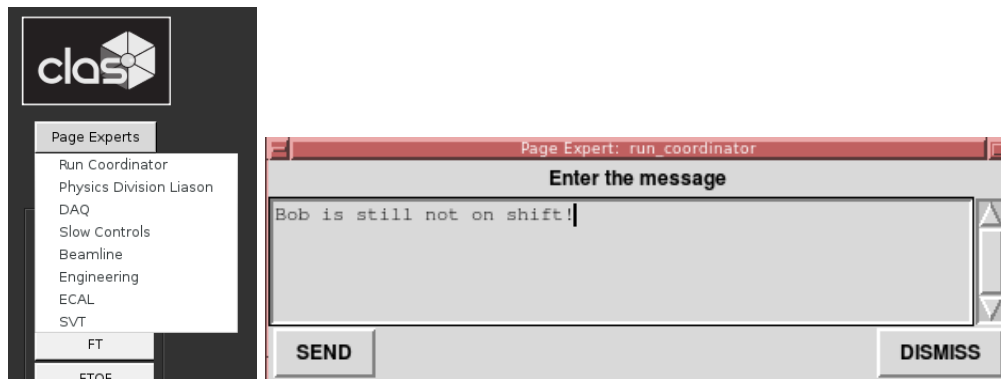 clas
Page Experts
Run Coordinator
Physics Division Liason
DAQ
Slow Controls
Beamline
Engineering
ECAL
SVT
FT
FTOF
Page Expert: run_coordinator
Enter the message
Bob is still not on shift!
SEND
DISMISS